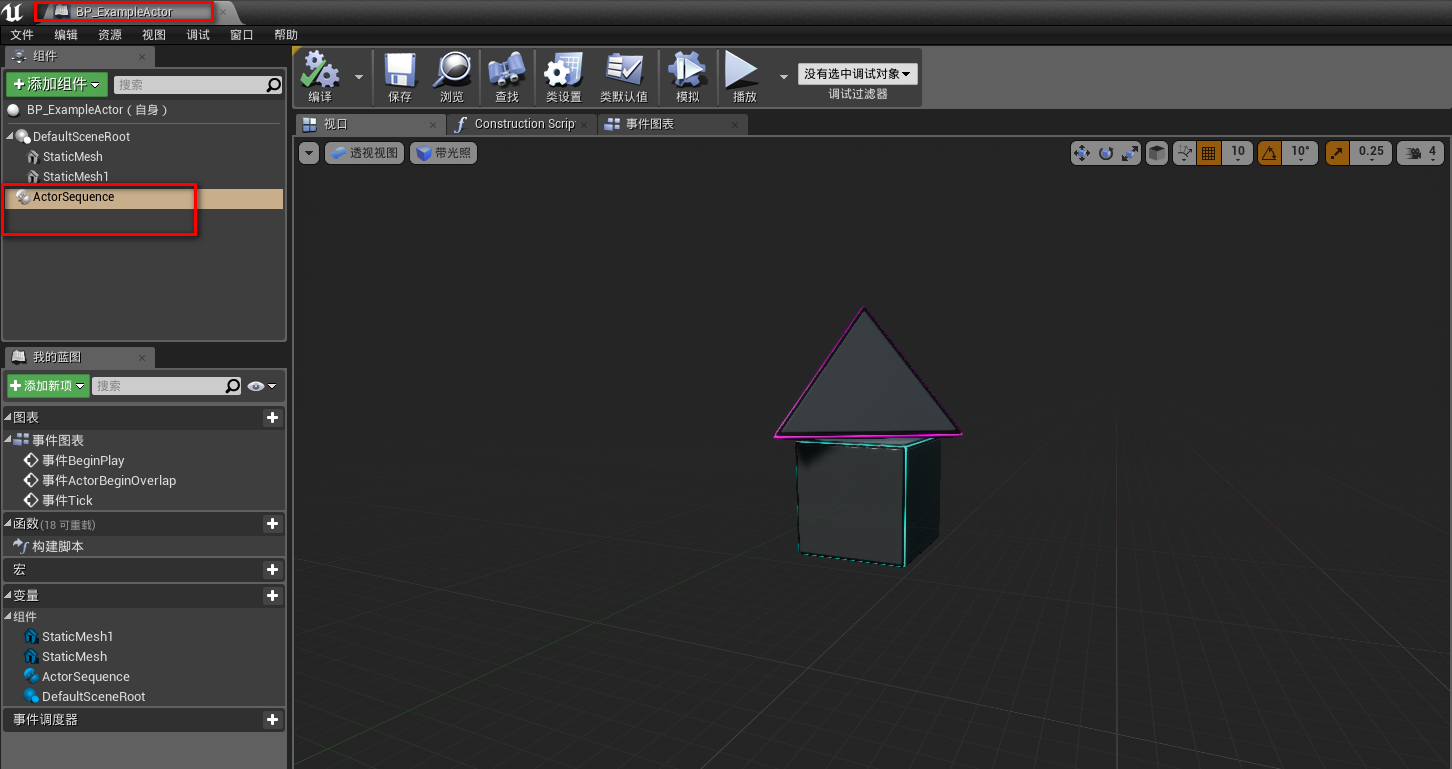 BP_ExampleActor
文件 编辑 资源 视图 调试 窗口 帮助
组件
添加组件 搜索
BP_ExampleActor（自身）
DefaultSceneRoot
StaticMesh
StaticMesh1
ActorSequence
编译 保存 浏览 查找 类设置 类默认值 模拟 播放
没有选中调试对象
调试过滤器
视口 Construction Scrip 事件图表
透视视图 带光照 10 10° 0.25 4
我的蓝图
添加新项 搜索
图表
事件图表
事件BeginPlay
事件ActorBeginOverlap
事件Tick
函数 (18 可重载)
构建脚本
宏
变量
组件
StaticMesh1
StaticMesh
ActorSequence
DefaultSceneRoot
事件调度器